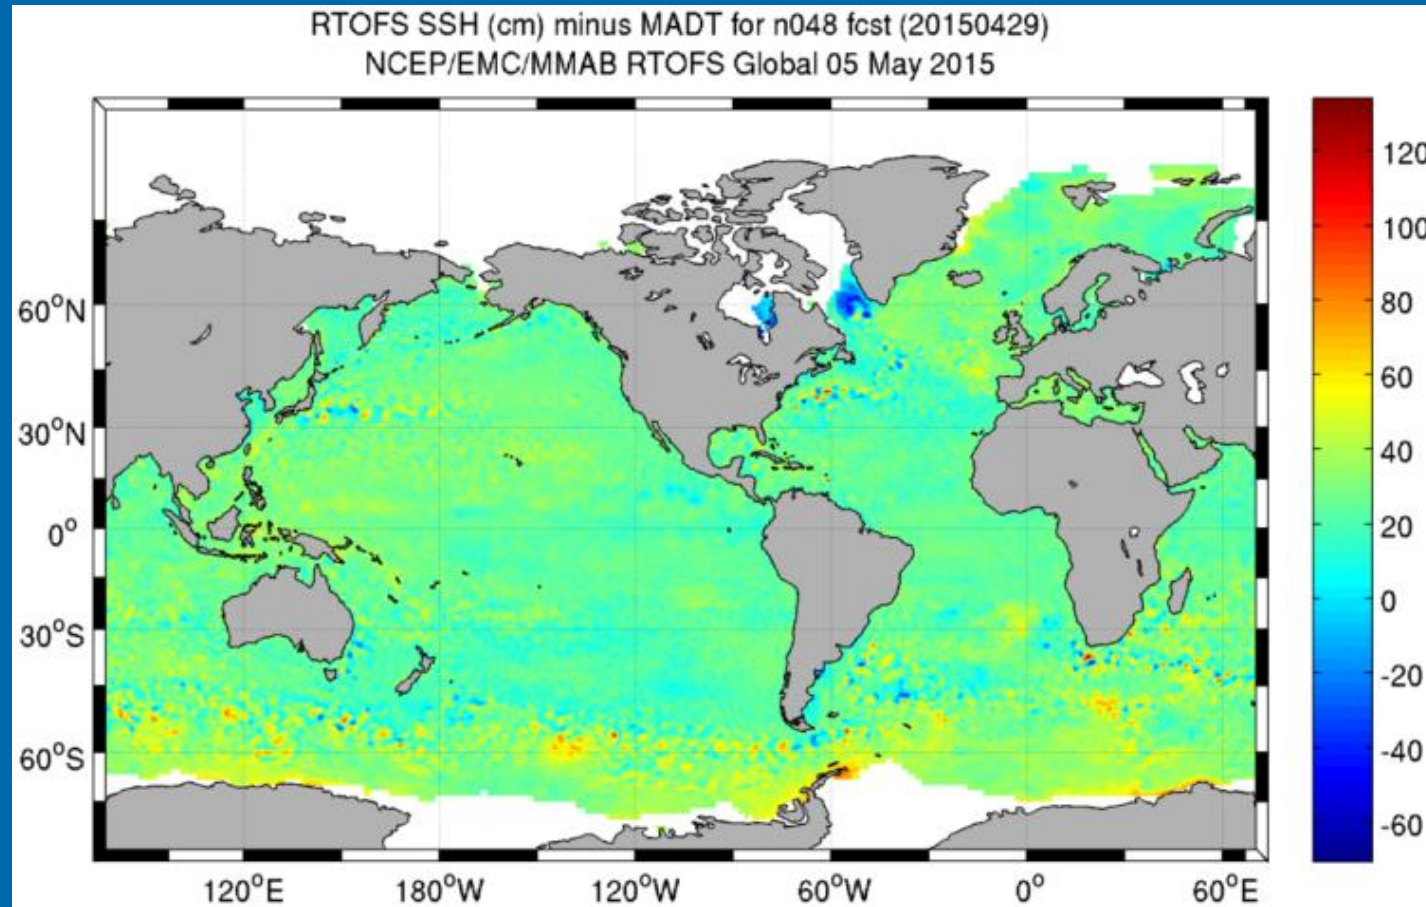 RTOFS SSH (cm) minus MADT for n048 fcst (20150429)
NCEP/EMC/MMAB RTOFS Global 05 May 2015
60°N
30°N
0°
30°S
60°S
120°E
180°W
120°W
60°W
0°
60°E
120
100
80
60
40
20
0
-20
-40
-60